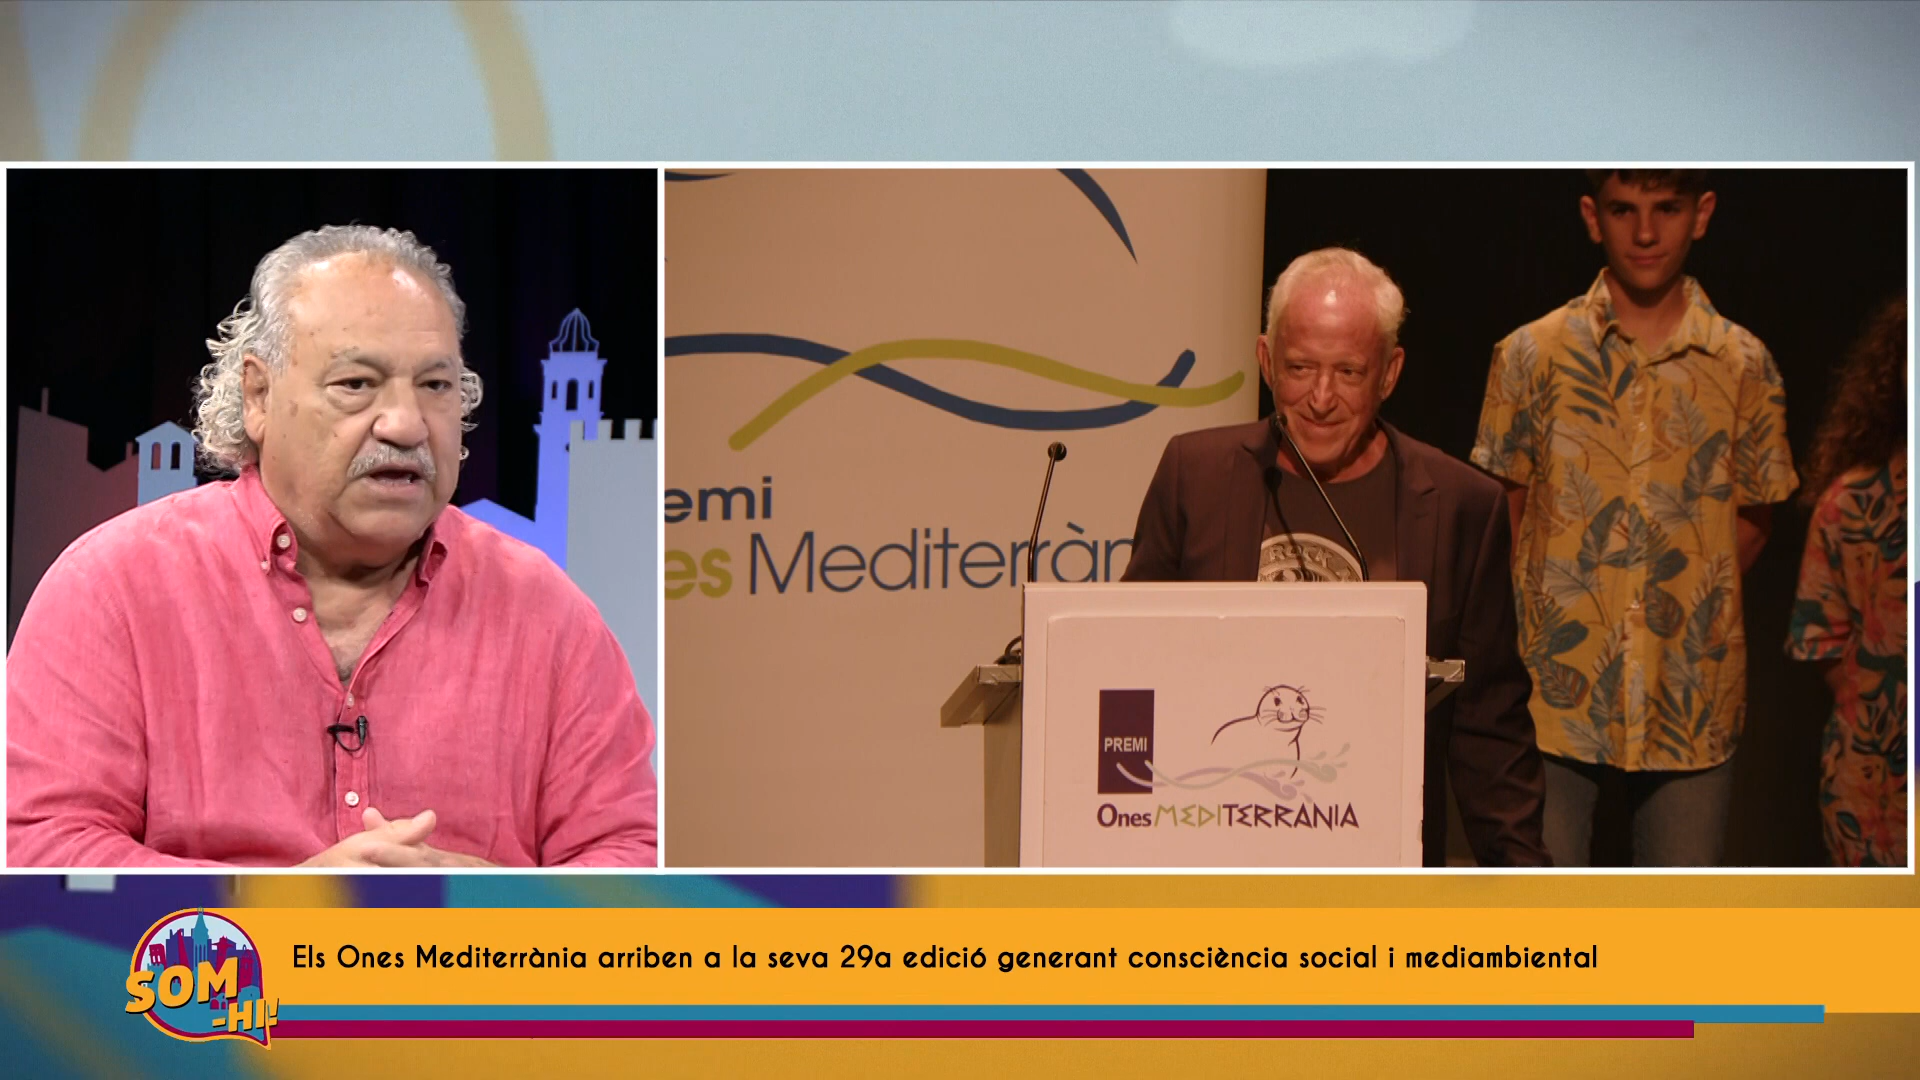 emi
es Mediterràn
ROCK
PREMI
Ones MEDITERRANIA
Els Ones Mediterrània arriben a la seva 29a edició generant consciència social i mediambiental
SOM
-HI!